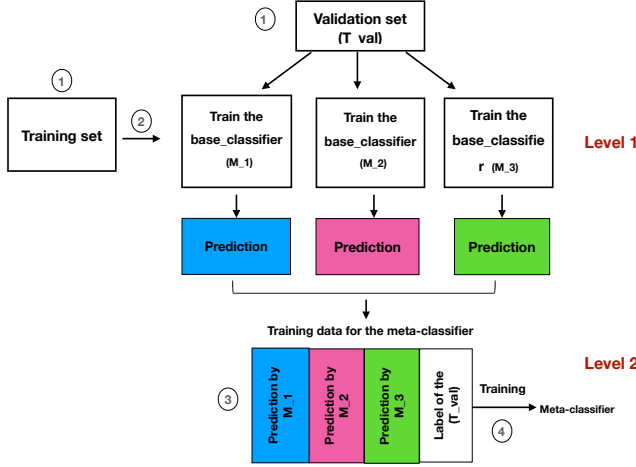 1
Validation set
(T_val)
1
Training set
2
Train the
base_classifier
(M_1)
Train the
base_classifier
(M_2)
Train the
base_classifie
r (M_3)
Level 1
Prediction
Prediction
Prediction
Training data for the meta-classifier
Level 2
3
Prediction by
M_1
Prediction by
M_2
Prediction by
M_3
Label of the
(T_val)
Training
4
Meta-classifier